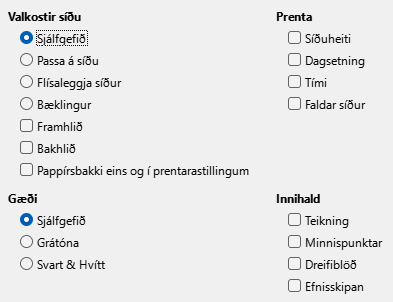 Valkostir síðu
Sjálfgefið
Passa á síðu
Flísaleggja síður
Bæklingur
Framhlið
Bakhlið
Pappírsbakki eins og í prentarastillingum
Prenta
Síðuheiti
Dagsetning
Tími
Faldar síður
Gæði
Sjálfgefið
Grátóna
Svart & Hvítt
Innihald
Teikning
Minnispunktar
Dreifiblöð
Efnisskipan